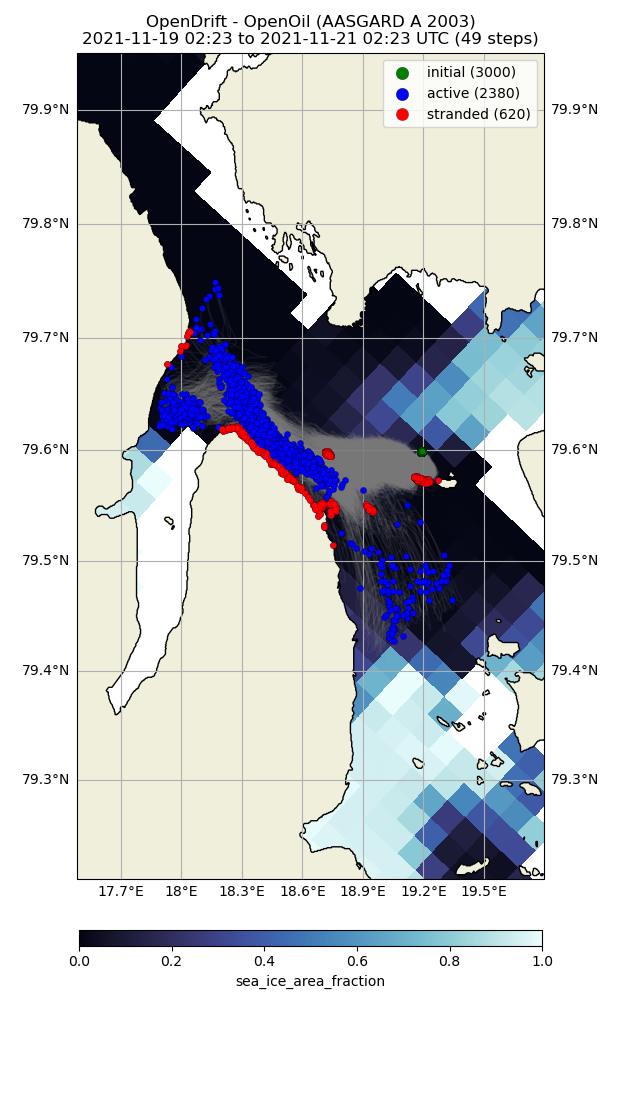 OpenDrift - OpenOil (AASGARD A 2003)
2021-11-19 02:23 to 2021-11-21 02:23 UTC (49 steps)
initial (3000)
active (2380)
stranded (620)
79.9°N 79.9°N
79.8°N 79.8°N
79.7°N 79.7°N
79.6°N 79.6°N
79.5°N 79.5°N
79.4°N 79.4°N
79.3°N 79.3°N
17.7°E 18°E 18.3°E 18.6°E 18.9°E 19.2°E 19.5°E
0.0 0.2 0.4 0.6 0.8 1.0
sea_ice_area_fraction